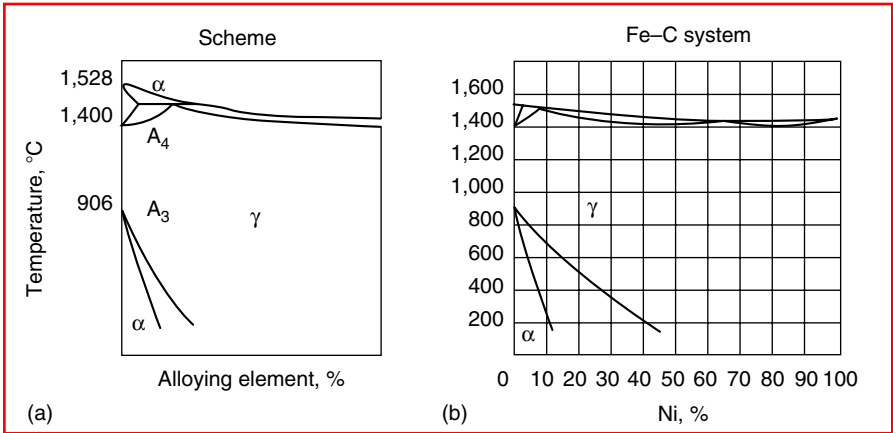 Scheme
Temperature, °C
1,528
1,400
906
α
A4
A3
γ
α
Alloying element, %
(a)
Fe–C system
1,600
1,400
1,200
1,000
800
600
400
200
γ
α
0 10 20 30 40 50 60 70 80 90 100
Ni, %
(b)